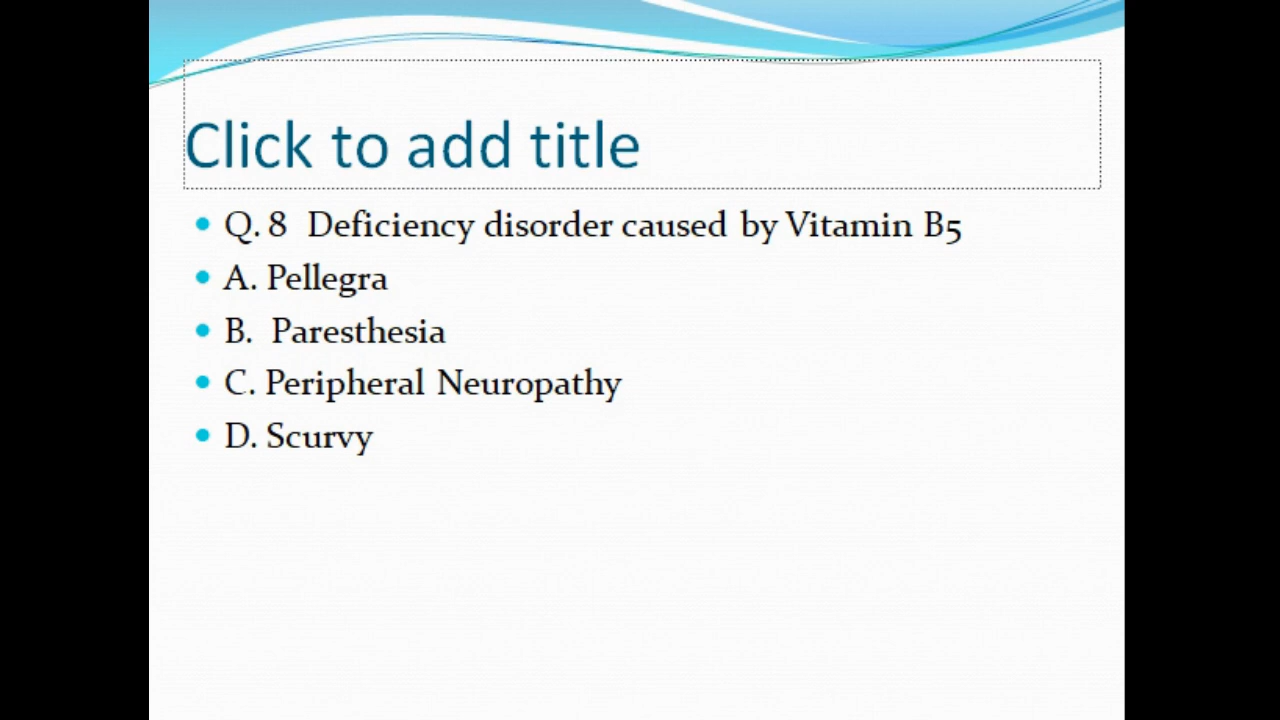 Click to add title
Q. 8 Deficiency disorder caused by Vitamin B5
A. Pellegra
B. Paresthesia
C. Peripheral Neuropathy
D. Scurvy